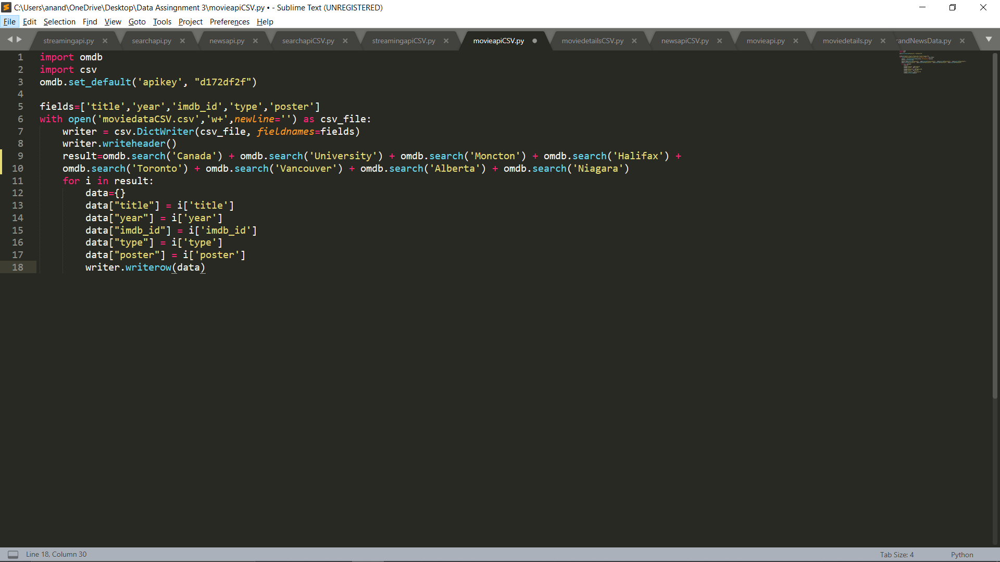 C:\Users\anand\OneDrive\Desktop\Data Assingnment 3\movieapiCSV.py • - Sublime Text (UNREGISTERED)
File Edit Selection Find View Goto Tools Project Preferences Help
streamingapi.py searchapi.py newsapi.py searchapiCSV.py streamingapiCSV.py movieapiCSV.py moviedetailsCSV.py newsapiCSV.py movieapi.py moviedetails.py randNewsData.py
1 import omdb
2 import csv
3 omdb.set_default('apikey', "d172df2f")
4
5 fields=['title','year','imdb_id','type','poster']
6 with open('moviedataCSV.csv','w+',newline='') as csv_file:
7     writer = csv.DictWriter(csv_file, fieldnames=fields)
8     writer.writeheader()
9     result=omdb.search('Canada') + omdb.search('University') + omdb.search('Moncton') + omdb.search('Halifax') +
10     omdb.search('Toronto') + omdb.search('Vancouver') + omdb.search('Alberta') + omdb.search('Niagara')
11     for i in result:
12         data={}
13         data["title"] = i['title']
14         data["year"] = i['year']
15         data["imdb_id"] = i['imdb_id']
16         data["type"] = i['type']
17         data["poster"] = i['poster']
18         writer.writerow(data)
Line 18, Column 30
Tab Size: 4 Python